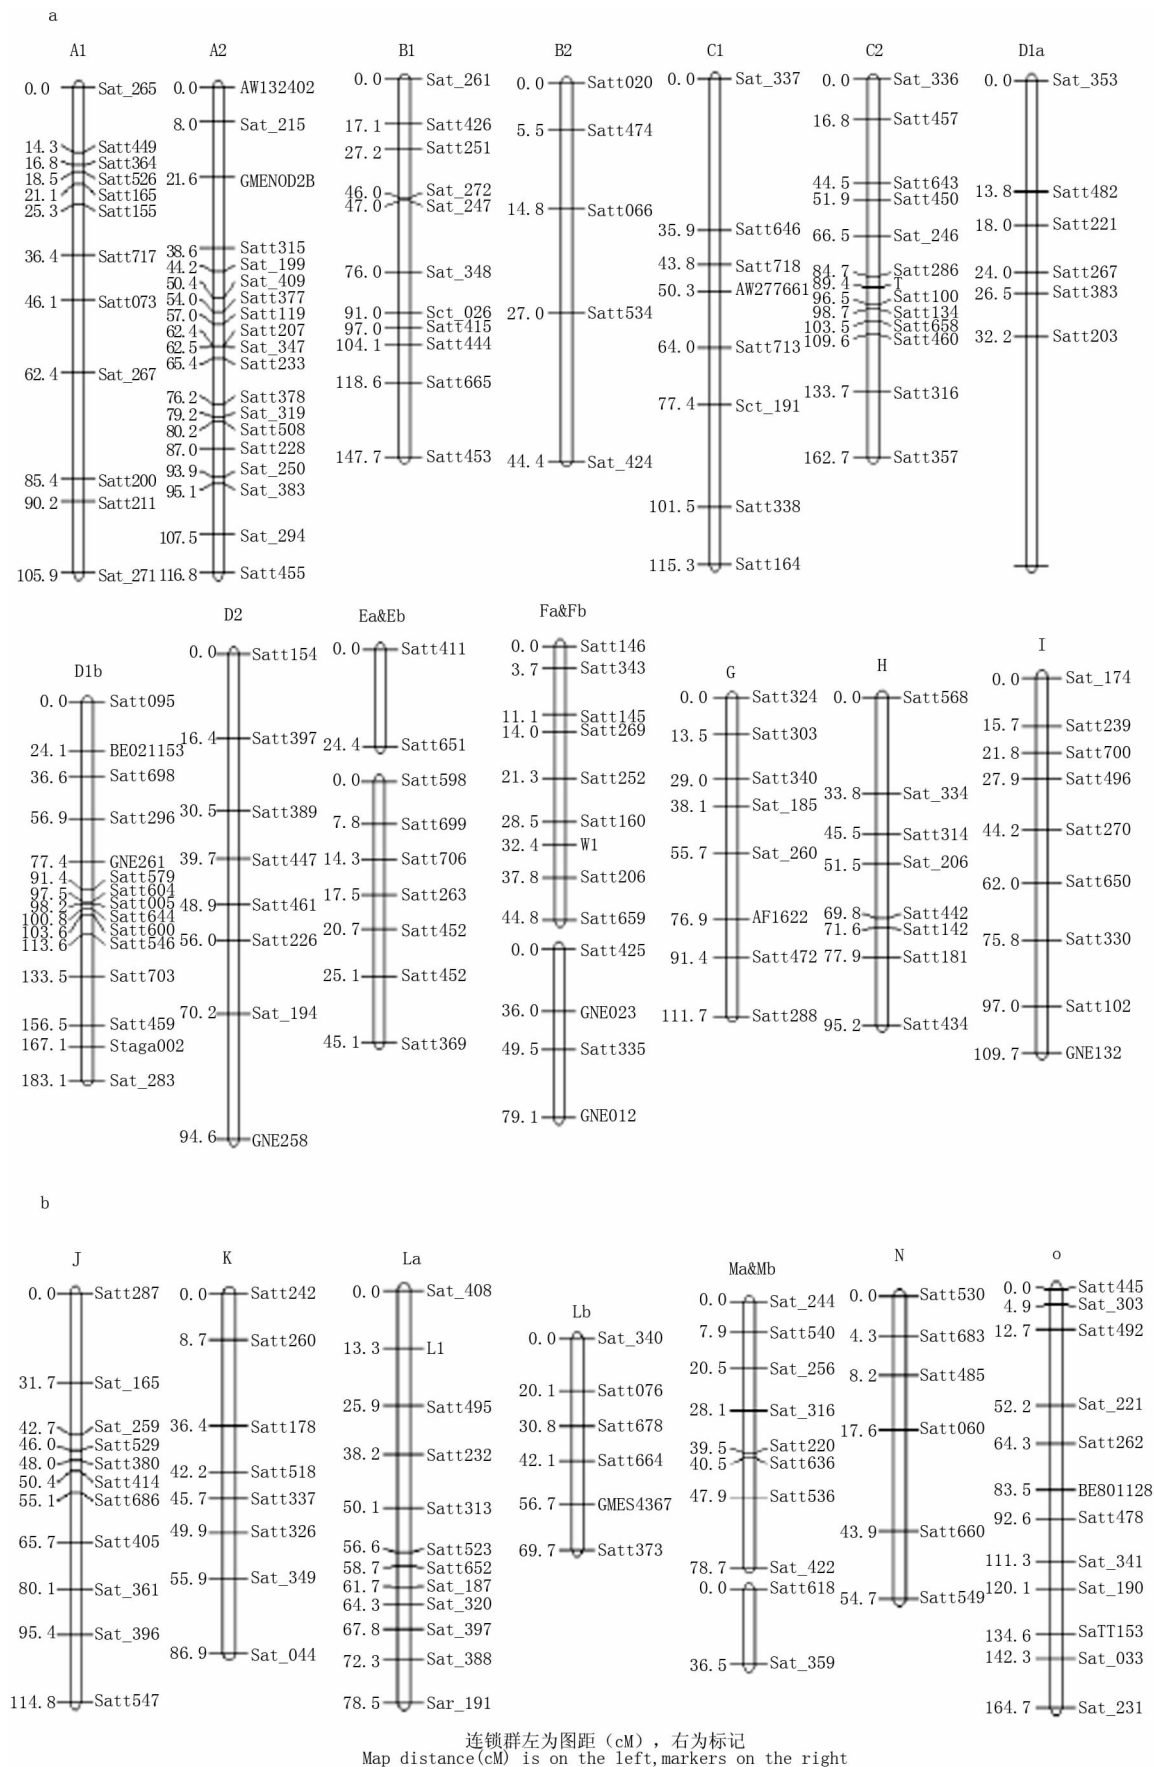 a
A1
0.0 Sat_265
14.3 Satt449
16.8 Satt364
18.5 Satt526
21.1 Satt165
25.3 Satt155
36.4 Satt717
46.1 Satt073
62.4 Sat_267
85.4 Satt200
90.2 Satt211
105.9 Sat_271
A2
0.0 AW132402
8.0 Sat_215
21.6 GMENOD2B
38.6 Satt315
44.2 Sat_199
50.4 Sat_409
54.0 Satt377
57.0 Satt119
62.4 Satt207
62.5 Sat_347
65.4 Satt233
76.2 Satt378
79.2 Sat_319
80.2 Satt508
87.0 Satt228
93.9 Sat_250
95.1 Sat_383
107.5 Sat_294
116.8 Satt455
B1
0.0 Sat_261
17.1 Satt426
27.2 Satt251
46.0 Sat_272
47.0 Sat_247
76.0 Sat_348
91.0 Sct_026
97.0 Satt415
104.1 Satt444
118.6 Satt665
147.7 Satt453
B2
0.0 Satt020
5.5 Satt474
14.8 Satt066
27.0 Satt534
44.4 Sat_424
C1
0.0 Sat_337
35.9 Satt646
43.8 Satt718
50.3 AW277661
64.0 Satt713
77.4 Sct_191
101.5 Satt338
115.3 Satt164
C2
0.0 Sat_336
16.8 Satt457
44.5 Satt643
51.9 Satt450
66.5 Sat_246
84.7 Satt286
89.4 T
96.5 Satt100
98.7 Satt134
103.5 Satt658
109.6 Satt460
133.7 Satt316
162.7 Satt357
D1a
0.0 Sat_353
13.8 Satt482
18.0 Satt221
24.0 Satt267
26.5 Satt383
32.2 Satt203
D1b
0.0 Satt095
24.1 BE021153
36.6 Satt698
56.9 Satt296
77.4 GNE261
91.4 Satt579
97.5 Satt604
98.2 Satt005
100.8 Satt644
103.6 Satt600
113.6 Satt546
133.5 Satt703
156.5 Satt459
167.1 Staga002
183.1 Sat_283
D2
0.0 Satt154
16.4 Satt397
30.5 Satt389
39.7 Satt447
48.9 Satt461
56.0 Satt226
70.2 Sat_194
94.6 GNE258
Ea&Eb
0.0 Satt411
24.4 Satt651
0.0 Satt598
7.8 Satt699
14.3 Satt706
17.5 Satt263
20.7 Satt452
25.1 Satt452
45.1 Satt369
Fa&Fb
0.0 Satt146
3.7 Satt343
11.1 Satt145
14.0 Satt269
21.3 Satt252
28.5 Satt160
32.4 W1
37.8 Satt206
44.8 Satt659
0.0 Satt425
36.0 GNE023
49.5 Satt335
79.1 GNE012
G
0.0 Satt324
13.5 Satt303
29.0 Satt340
38.1 Sat_185
55.7 Sat_260
76.9 AF1622
91.4 Satt472
111.7 Satt288
H
0.0 Satt568
33.8 Sat_334
45.5 Satt314
51.5 Sat_206
69.8 Satt442
71.6 Satt142
77.9 Satt181
95.2 Satt434
I
0.0 Sat_174
15.7 Satt239
21.8 Satt700
27.9 Satt496
44.2 Satt270
62.0 Satt650
75.8 Satt330
97.0 Satt102
109.7 GNE132
b
J
0.0 Satt287
31.7 Sat_165
42.7 Sat_259
46.0 Satt529
48.0 Satt380
50.4 Satt414
55.1 Satt686
65.7 Satt405
80.1 Sat_361
95.4 Sat_396
114.8 Satt547
K
0.0 Satt242
8.7 Satt260
36.4 Satt178
42.2 Satt518
45.7 Satt337
49.9 Satt326
55.9 Sat_349
86.9 Sat_044
La
0.0 Sat_408
13.3 L1
25.9 Satt495
38.2 Satt232
50.1 Satt313
56.6 Satt523
58.7 Satt652
61.7 Sat_187
64.3 Sat_320
67.8 Sat_397
72.3 Sat_388
78.5 Sar_191
Lb
0.0 Sat_340
20.1 Satt076
30.8 Satt678
42.1 Satt664
56.7 GMES4367
69.7 Satt373
Ma&Mb
0.0 Sat_244
7.9 Satt540
20.5 Sat_256
28.1 Sat_316
39.5 Satt220
40.5 Satt636
47.9 Satt536
78.7 Sat_422
0.0 Satt618
36.5 Sat_359
N
0.0 Satt530
4.3 Satt683
8.2 Satt485
17.6 Satt060
43.9 Satt660
54.7 Satt549
o
0.0 Satt445
4.9 Sat_303
12.7 Satt492
52.2 Sat_221
64.3 Satt262
83.5 BE801128
92.6 Satt478
111.3 Sat_341
120.1 Sat_190
134.6 SaTT153
142.3 Sat_033
164.7 Sat_231
连锁群左为图距（cM），右为标记
Map distance(cM) is on the left,markers on the right